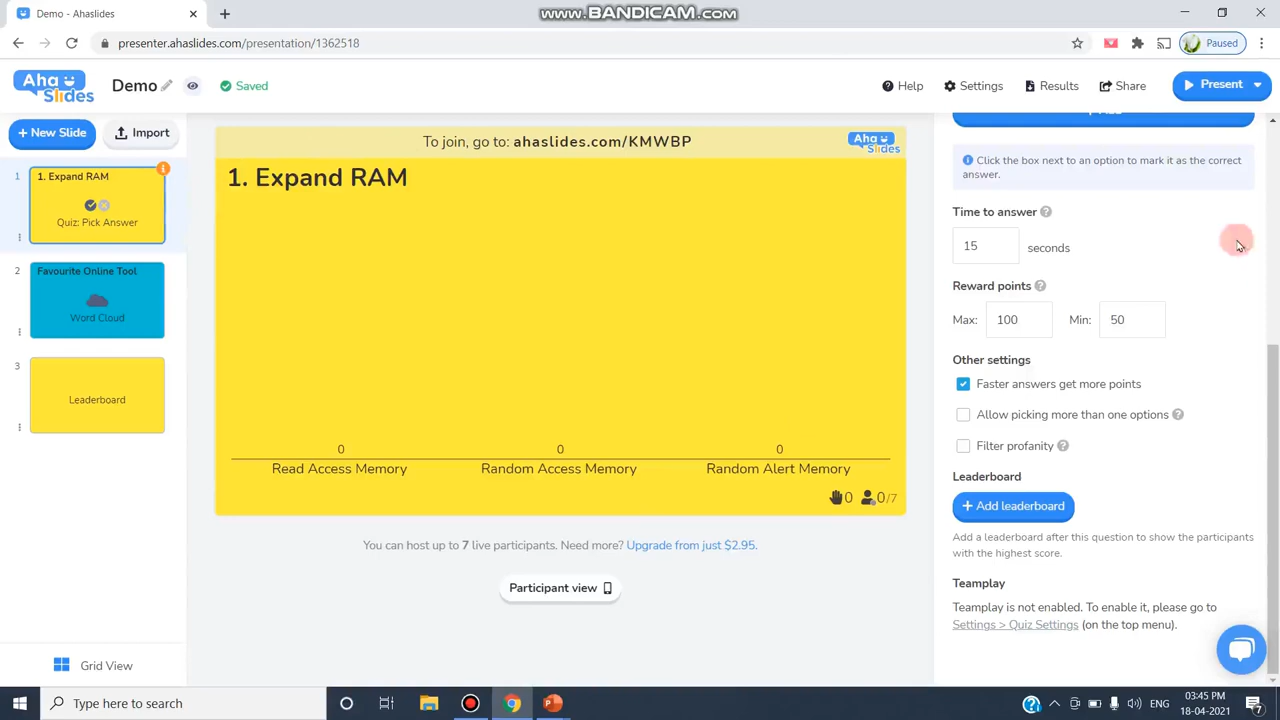 Demo - Ahaslides
WWW.BANDICAM.COM
presenter.ahaslides.com/presentation/1362518
Paused
Aha Slides
Demo
Saved
Help
Settings
Results
Share
Present
+ New Slide
Import
To join, go to: ahaslides.com/KMWBP
Aha Slides
1. Expand RAM
0
0
0
Read Access Memory
Random Access Memory
Random Alert Memory
0
0/7
You can host up to 7 live participants. Need more? Upgrade from just $2.95.
Participant view
1
1. Expand RAM
Quiz: Pick Answer
2
Favourite Online Tool
Word Cloud
3
Leaderboard
Grid View
Click the box next to an option to mark it as the correct
answer.
Time to answer
15 seconds
Reward points
Max: 100 Min: 50
Other settings
Faster answers get more points
Allow picking more than one options
Filter profanity
Leaderboard
+ Add leaderboard
Add a leaderboard after this question to show the participants
with the highest score.
Teamplay
Teamplay is not enabled. To enable it, please go to
Settings > Quiz Settings (on the top menu).
Type here to search
ENG
03:45 PM
18-04-2021
7